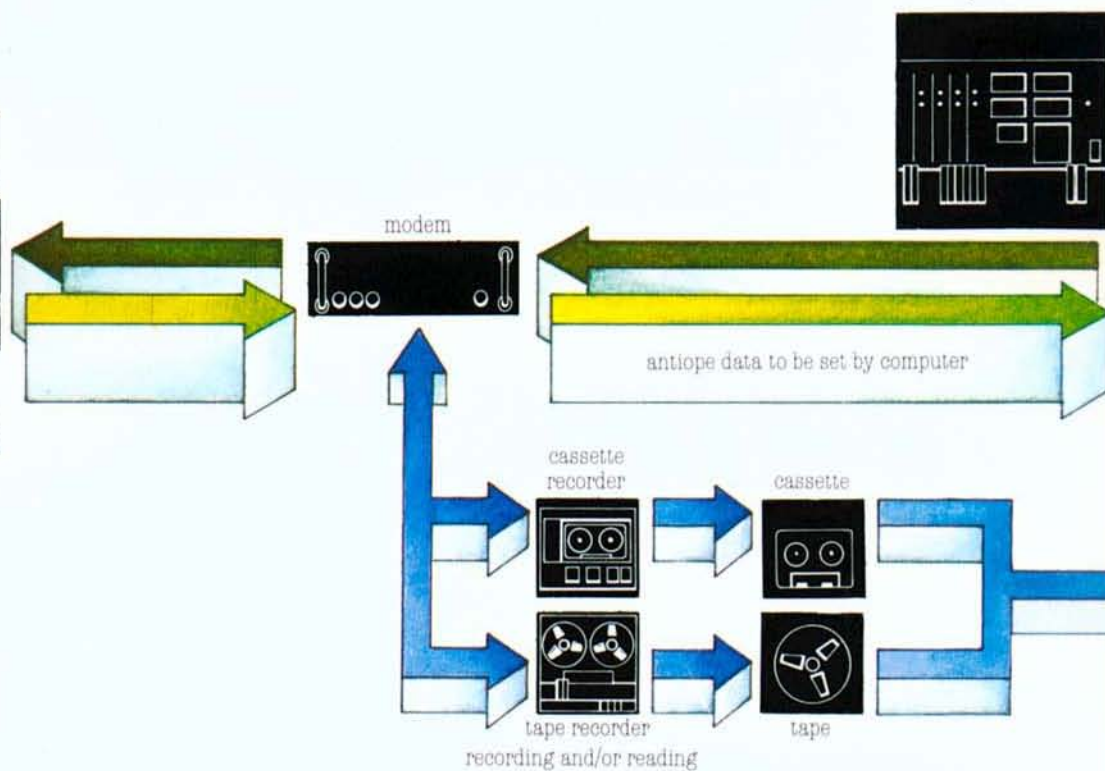 modem
antiope data to be set by computer
cassette
recorder
cassette
tape recorder
tape
recording and/or reading